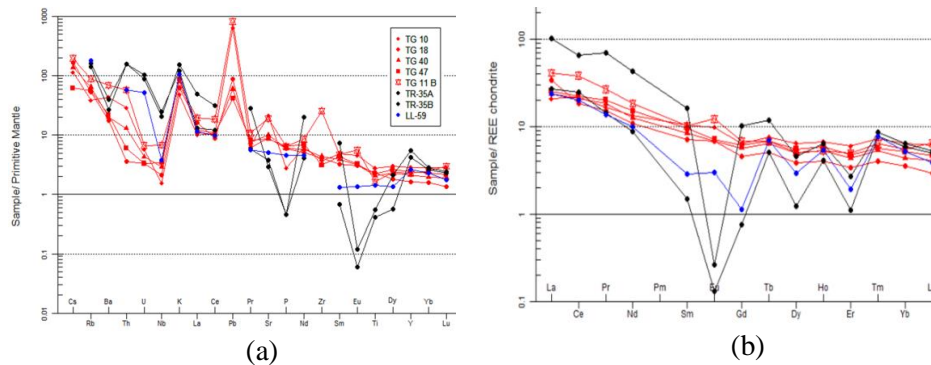 Sample/ Primitive Mantle
1000
100
10
1
0.1
0.01
TG 10
TG 18
TG 40
TG 47
TG 11 B
TR-35A
TR-35B
LL-59
Cs Ba U K Ce Pr P Zr Eu Dy Yb
Rb Th Nb La Pb Sr Nd Sm Ti Y Lu
(a)
Sample/ REE chondrite
100
10
1
0.1
La Pr Pm Eu Tb Ho Tm L
Ce Nd Sm Gd Dy Er Yb
(b)